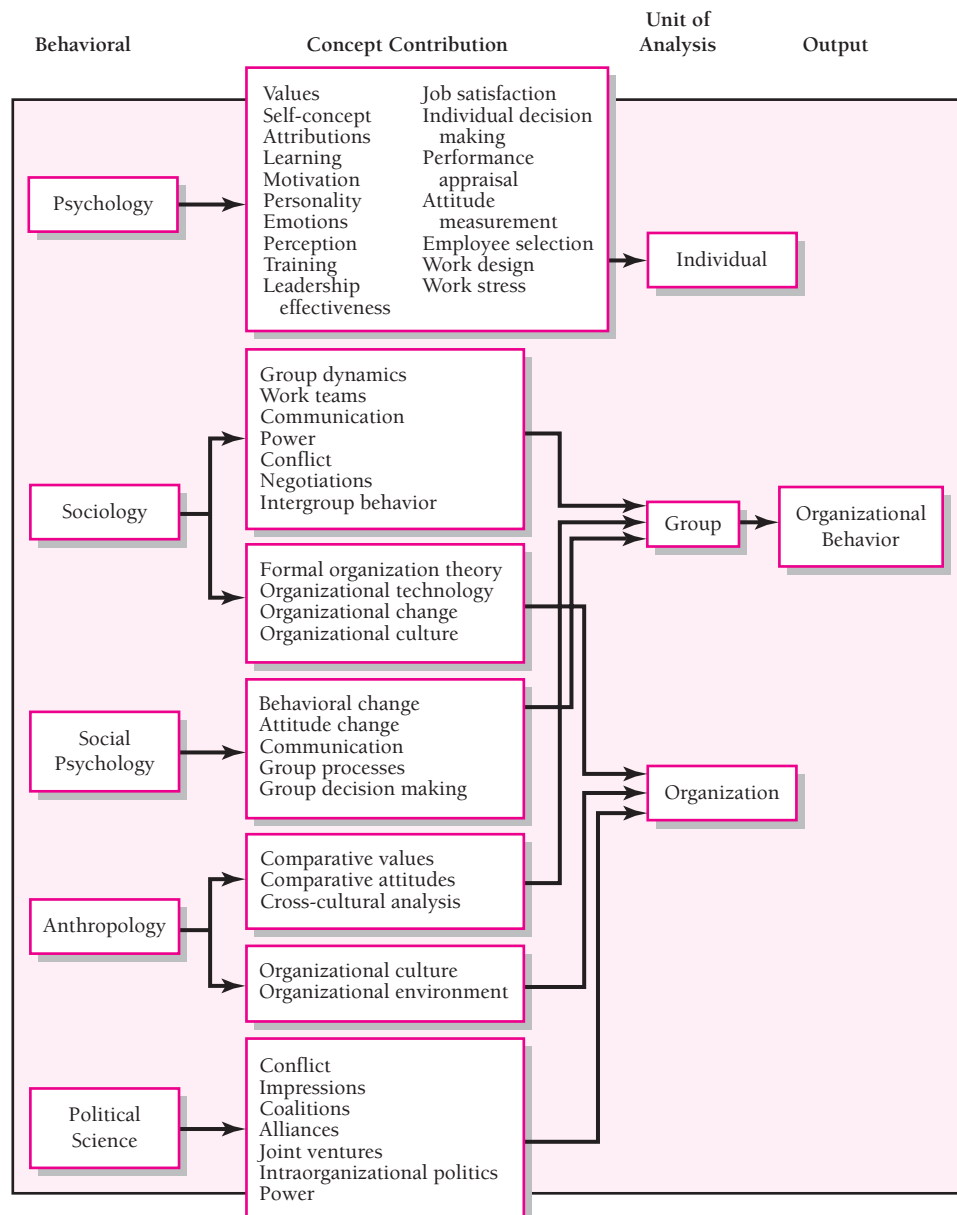 Behavioral
Concept Contribution
Unit of
Analysis
Output
Psychology
Values
Self-concept
Attributions
Learning
Motivation
Personality
Emotions
Perception
Training
Leadership
effectiveness
Job satisfaction
Individual decision
making
Performance
appraisal
Attitude
measurement
Employee selection
Work design
Work stress
Individual
Sociology
Group dynamics
Work teams
Communication
Power
Conflict
Negotiations
Intergroup behavior
Formal organization theory
Organizational technology
Organizational change
Organizational culture
Group
Organizational
Behavior
Social
Psychology
Behavioral change
Attitude change
Communication
Group processes
Group decision making
Organization
Anthropology
Comparative values
Comparative attitudes
Cross-cultural analysis
Organizational culture
Organizational environment
Political
Science
Conflict
Impressions
Coalitions
Alliances
Joint ventures
Intraorganizational politics
Power